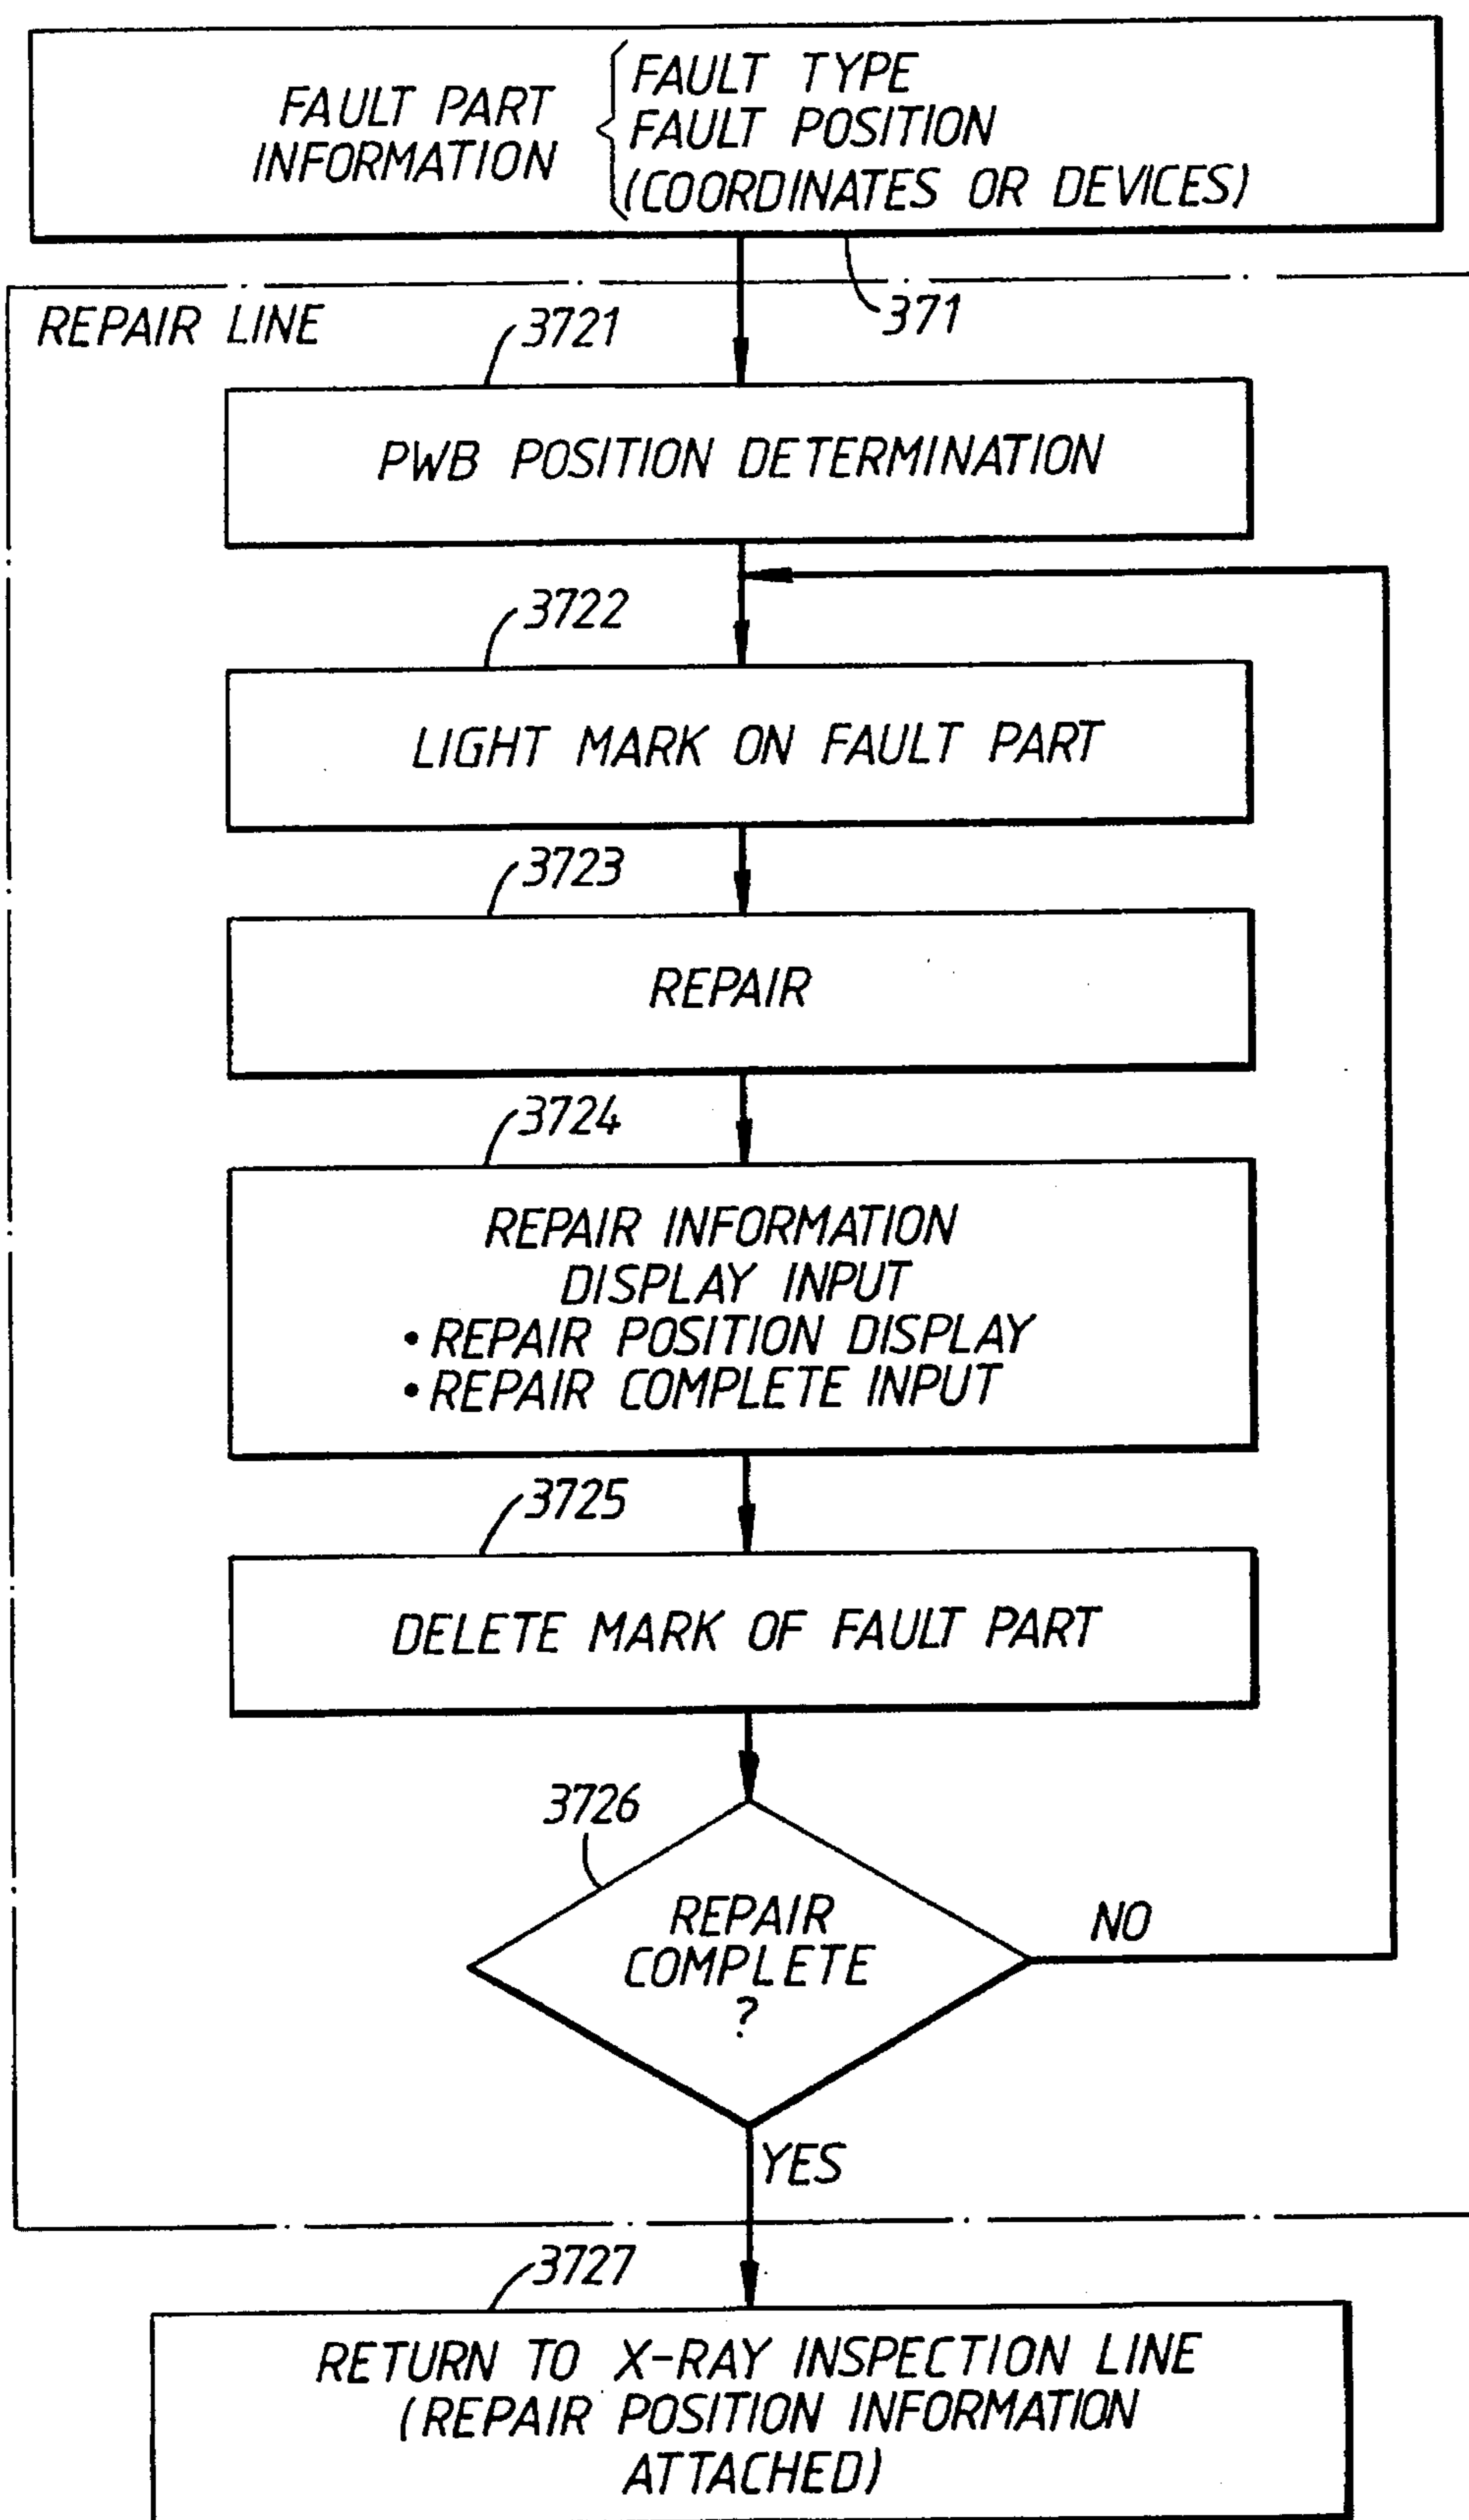 FAULT PART
INFORMATION
FAULT TYPE
FAULT POSITION
(COORDINATES OR DEVICES)
371
REPAIR LINE
3721
PWB POSITION DETERMINATION
3722
LIGHT MARK ON FAULT PART
3723
REPAIR
3724
REPAIR INFORMATION
DISPLAY INPUT
• REPAIR POSITION DISPLAY
• REPAIR COMPLETE INPUT
3725
DELETE MARK OF FAULT PART
3726
REPAIR
COMPLETE
?
NO
YES
3727
RETURN TO X-RAY INSPECTION LINE
(REPAIR POSITION INFORMATION
ATTACHED)